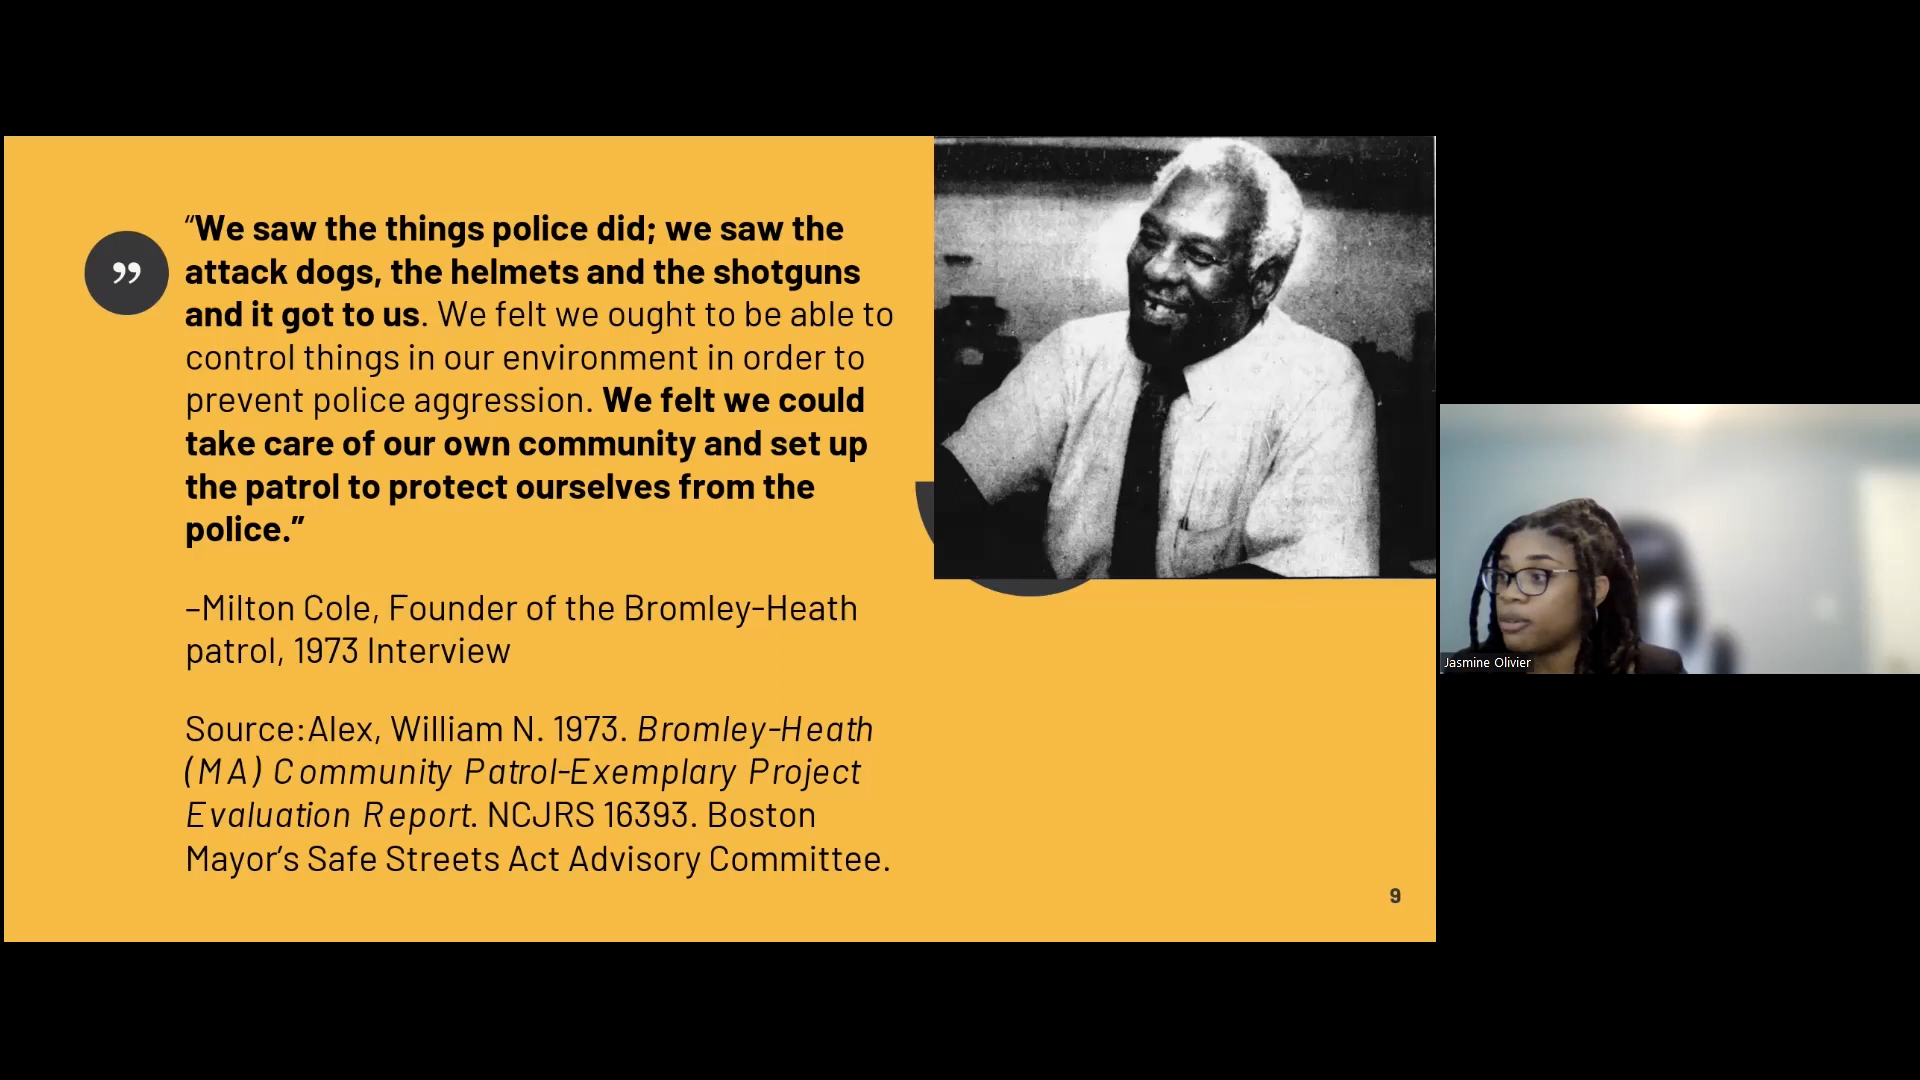 “We saw the things police did; we saw the
attack dogs, the helmets and the shotguns
and it got to us. We felt we ought to be able to
control things in our environment in order to
prevent police aggression. We felt we could
take care of our own community and set up
the patrol to protect ourselves from the
police.”
–Milton Cole, Founder of the Bromley-Heath
patrol, 1973 Interview
Source:Alex, William N. 1973. Bromley-Heath
(MA) Community Patrol-Exemplary Project
Evaluation Report. NCJRS 16393. Boston
Mayor’s Safe Streets Act Advisory Committee.
9
Jasmine Olivier